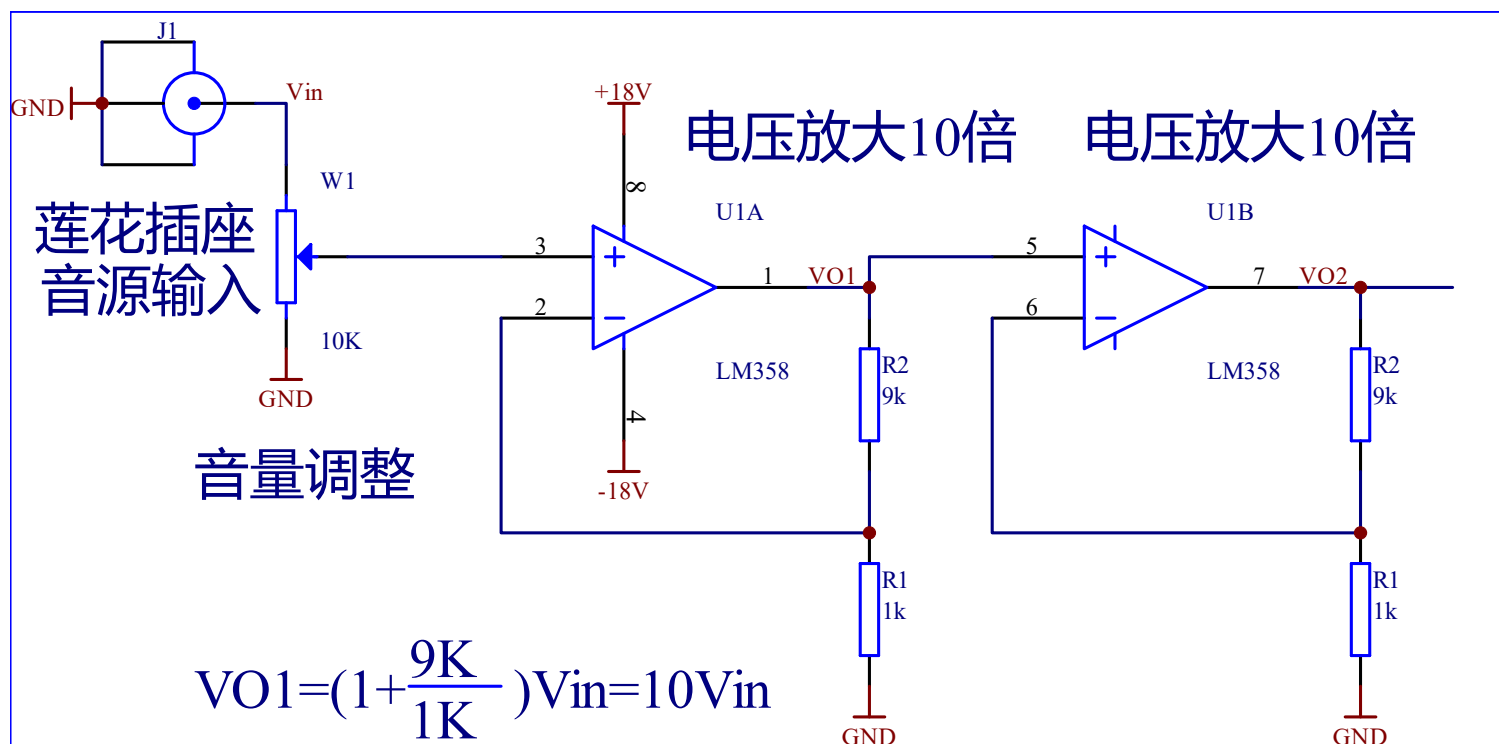 J1
GND
Vin
莲花插座
音源输入
W1
10K
GND
音量调整
+18V
8
3
2
U1A
1
VO1
LM358
4
-18V
电压放大10倍
R2
9k
R1
1k
GND
电压放大10倍
5
6
U1B
7
VO2
LM358
R2
9k
R1
1k
GND
VO1=(1+9K/1K)Vin=10Vin